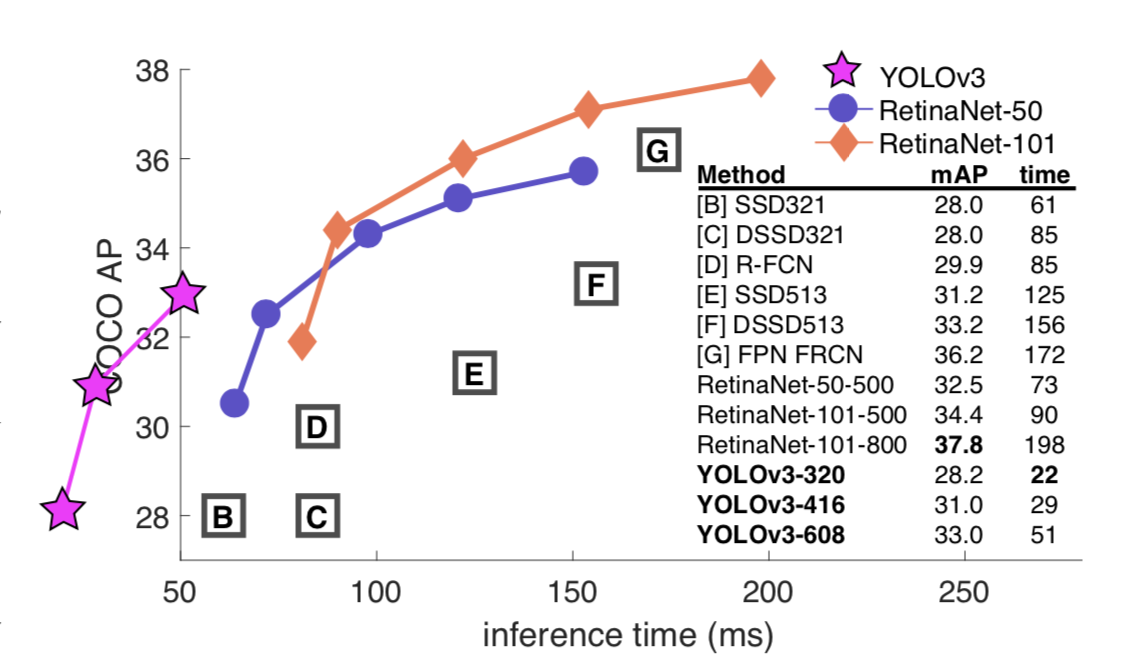 38
36
34
32
30
28
COCO AP
50
100
150
200
250
inference time (ms)
B
C
D
E
F
G
YOLOv3
RetinaNet-50
RetinaNet-101
Method mAP time
[B] SSD321 28.0 61
[C] DSSD321 28.0 85
[D] R-FCN 29.9 85
[E] SSD513 31.2 125
[F] DSSD513 33.2 156
[G] FPN FRCN 36.2 172
RetinaNet-50-500 32.5 73
RetinaNet-101-500 34.4 90
RetinaNet-101-800 37.8 198
YOLOv3-320 28.2 22
YOLOv3-416 31.0 29
YOLOv3-608 33.0 51